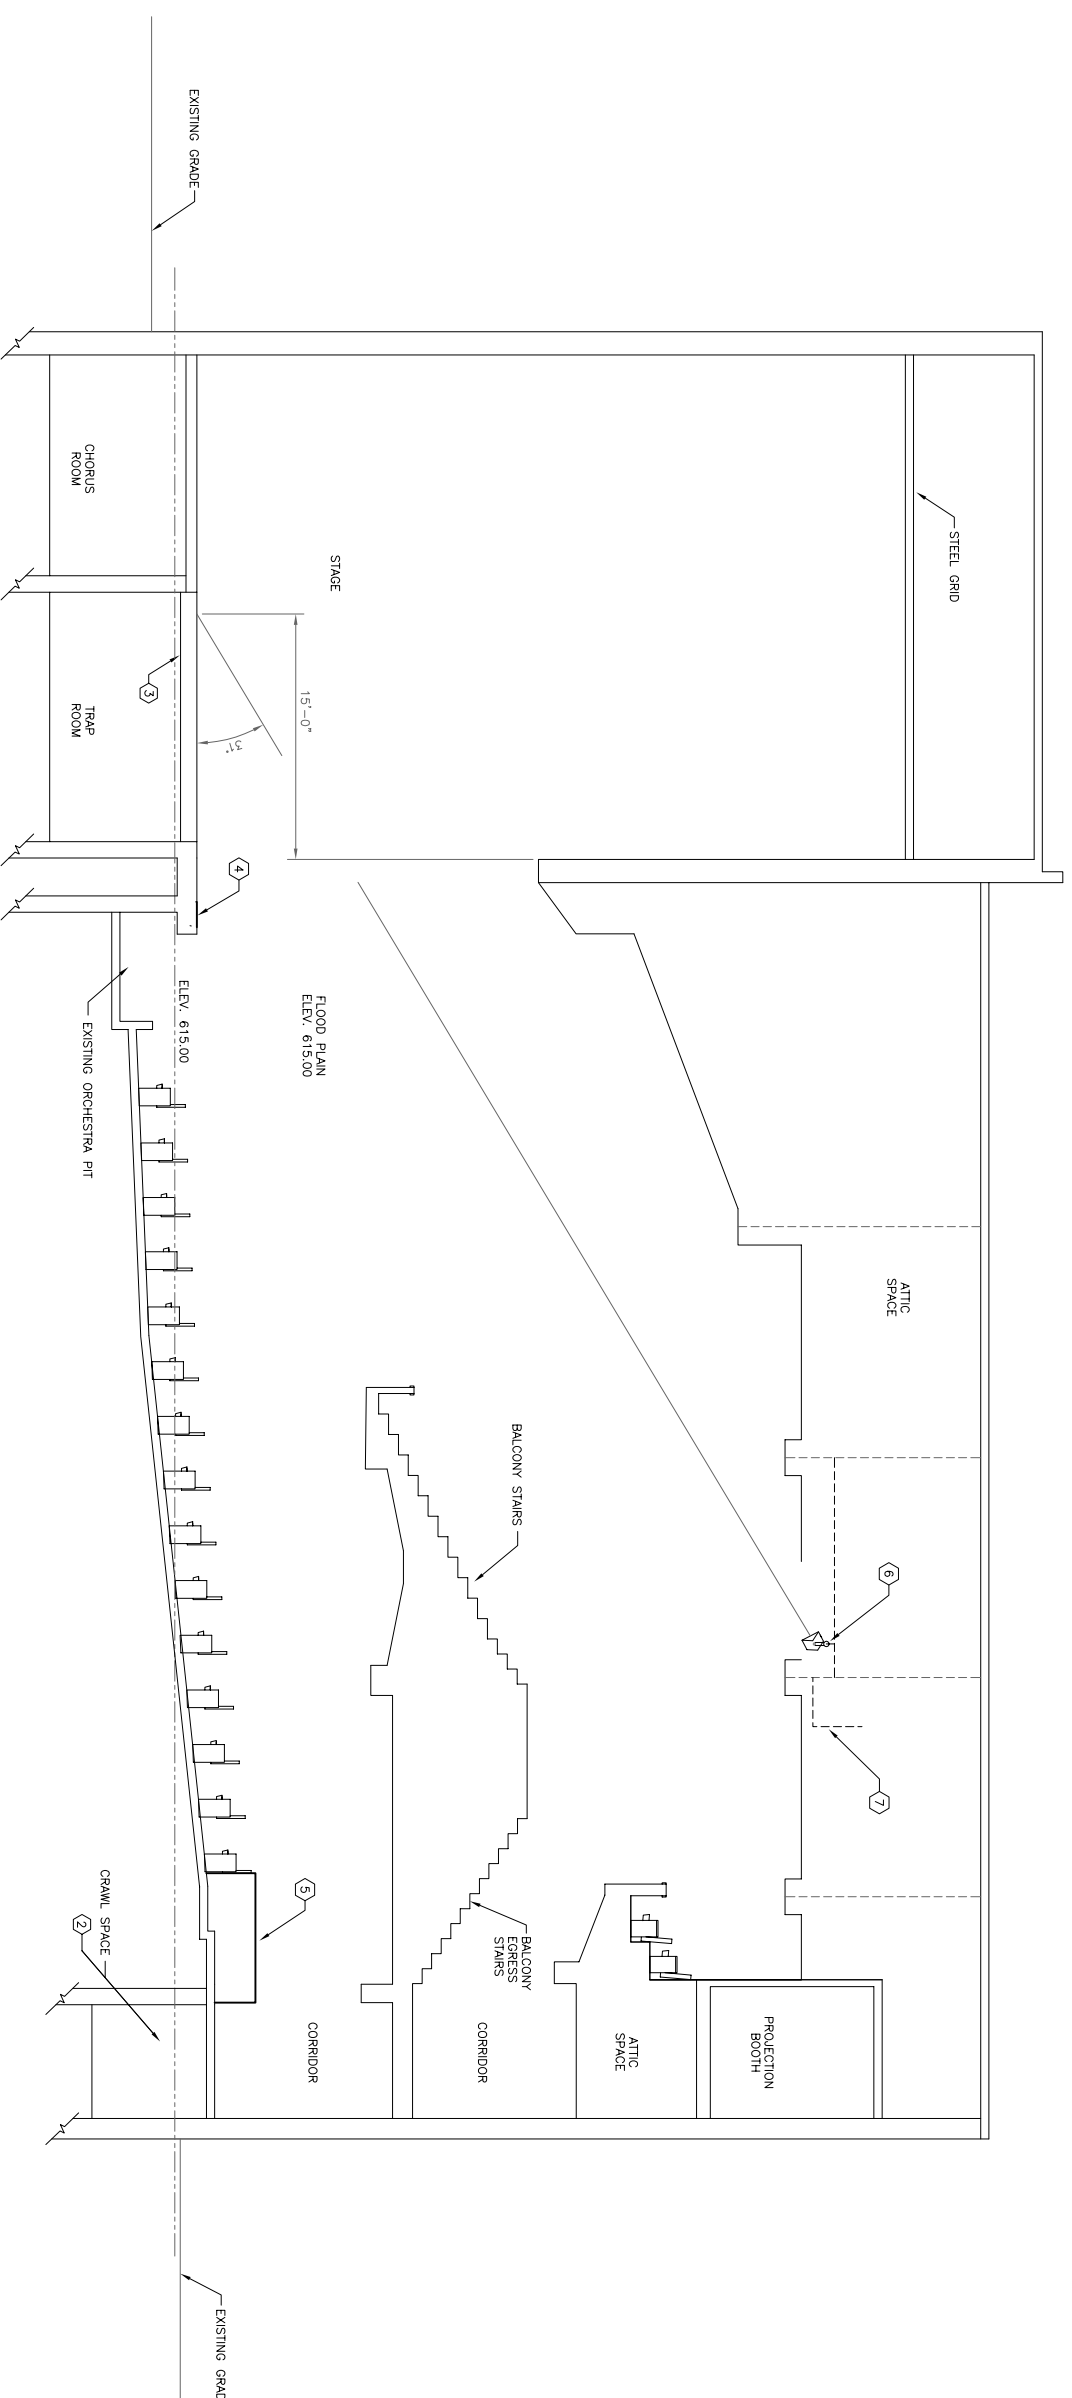 EXISTING GRADE
STEEL GRID
STAGE
CHORUS
ROOM
TRAP
ROOM
3
15'-0"
31°
4
EXISTING ORCHESTRA PIT
ELEV. 615.00
FLOOD PLAIN
ELEV. 615.00
ATTIC
SPACE
BALCONY STAIRS
6
7
5
BALCONY
EGRESS
STAIRS
CRAWL SPACE
2
CORRIDOR
CORRIDOR
ATTIC
SPACE
PROJECTION
BOOTH
EXISTING GRAD